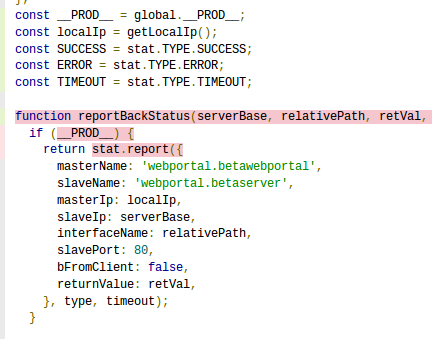 const __PROD__ = global.__PROD__;
const localIp = getLocalIp();
const SUCCESS = stat.TYPE.SUCCESS;
const ERROR = stat.TYPE.ERROR;
const TIMEOUT = stat.TYPE.TIMEOUT;
function reportBackStatus(serverBase, relativePath, retVal,
if (__PROD__) {
return stat.report({
masterName: 'webportal.betawebportal',
slaveName: 'webportal.betaserver',
masterIp: localIp,
slaveIp: serverBase,
interfaceName: relativePath,
slavePort: 80,
bFromClient: false,
returnValue: retVal,
}, type, timeout);
}